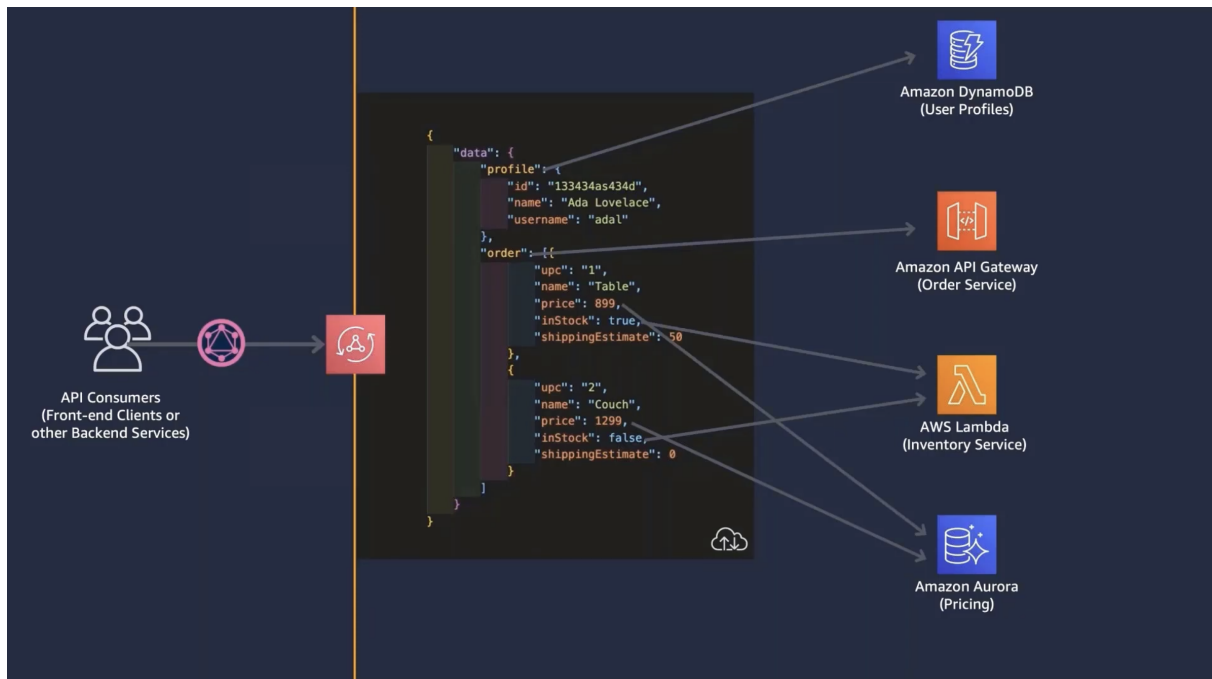 Amazon DynamoDB
(User Profiles)
{
"data": {
"profile": {
"id": "133434as434d",
"name": "Ada Lovelace",
"username": "adal"
},
"order": [{
"upc": "1",
"name": "Table",
"price": 899,
"inStock": true,
"shippingEstimate": 50
},
{
"upc": "2",
"name": "Couch",
"price": 1299,
"inStock": false,
"shippingEstimate": 0
}
]
}
}
Amazon API Gateway
(Order Service)
API Consumers
(Front-end Clients or
other Backend Services)
AWS Lambda
(Inventory Service)
Amazon Aurora
(Pricing)